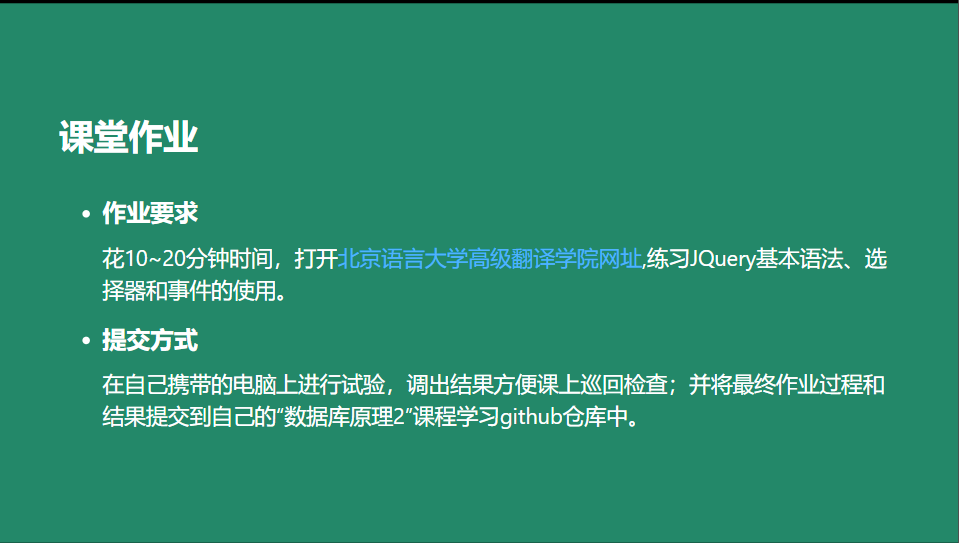 课堂作业
• 作业要求
花10~20分钟时间，打开北京语言大学高级翻译学院网址,练习JQuery基本语法、选
择器和事件的使用。
• 提交方式
在自己携带的电脑上进行试验，调出结果方便课上巡回检查；并将最终作业过程和
结果提交到自己的“数据库原理2”课程学习github仓库中。